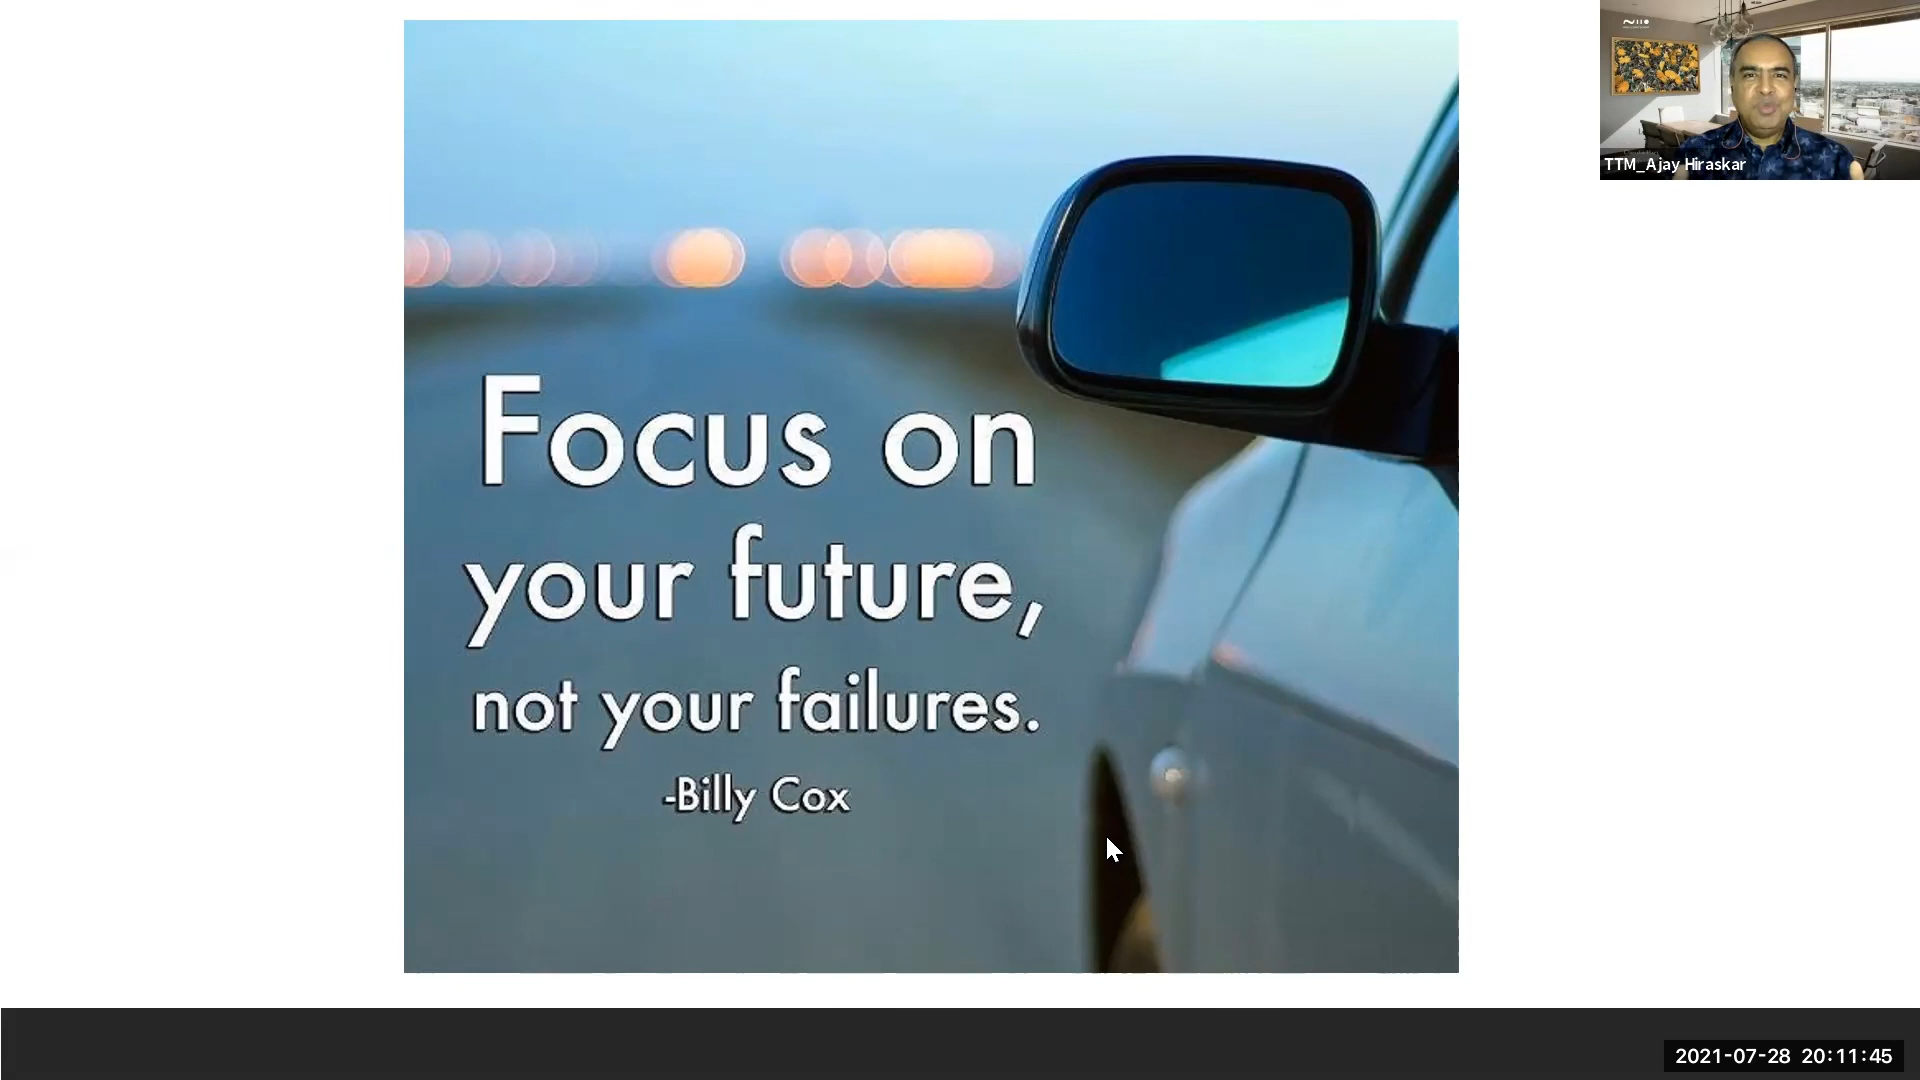 Focus on
your future,
not your failures.
-Billy Cox
TTM_Ajay Hiraskar
2021-07-28 20:11:45